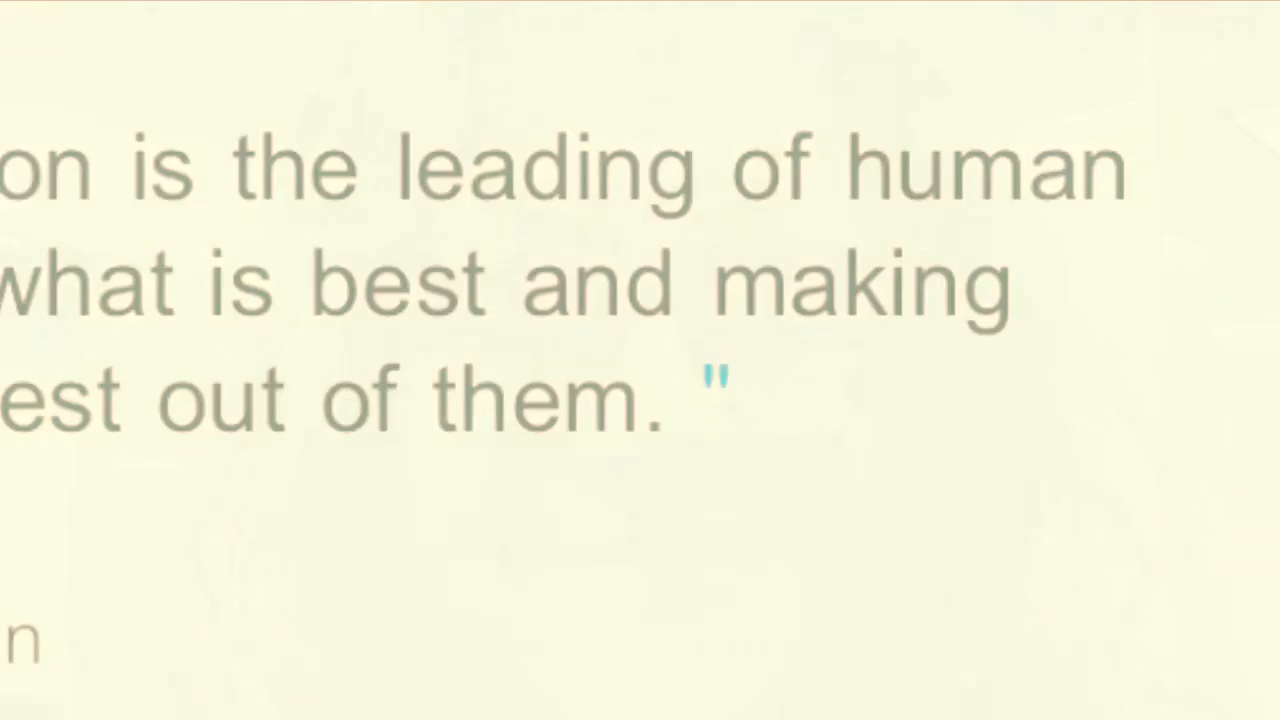 on is the leading of human
what is best and making
est out of them. "
n